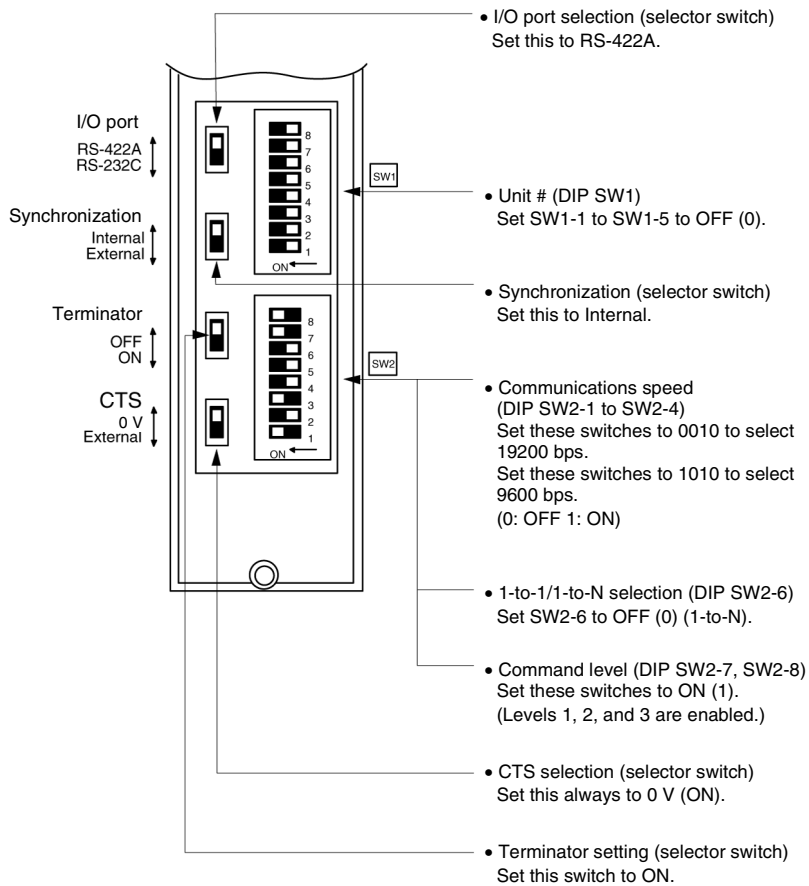 • I/O port selection (selector switch)
Set this to RS-422A.
I/O port
RS-422A
RS-232C
Synchronization
Internal
External
Terminator
OFF
ON
CTS
0 V
External
8
7
6
5
4
3
2
1
ON
SW1
8
7
6
5
4
3
2
1
ON
SW2
• Unit # (DIP SW1)
Set SW1-1 to SW1-5 to OFF (0).
• Synchronization (selector switch)
Set this to Internal.
• Communications speed
(DIP SW2-1 to SW2-4)
Set these switches to 0010 to select
19200 bps.
Set these switches to 1010 to select
9600 bps.
(0: OFF 1: ON)
• 1-to-1/1-to-N selection (DIP SW2-6)
Set SW2-6 to OFF (0) (1-to-N).
• Command level (DIP SW2-7, SW2-8)
Set these switches to ON (1).
(Levels 1, 2, and 3 are enabled.)
• CTS selection (selector switch)
Set this always to 0 V (ON).
• Terminator setting (selector switch)
Set this switch to ON.